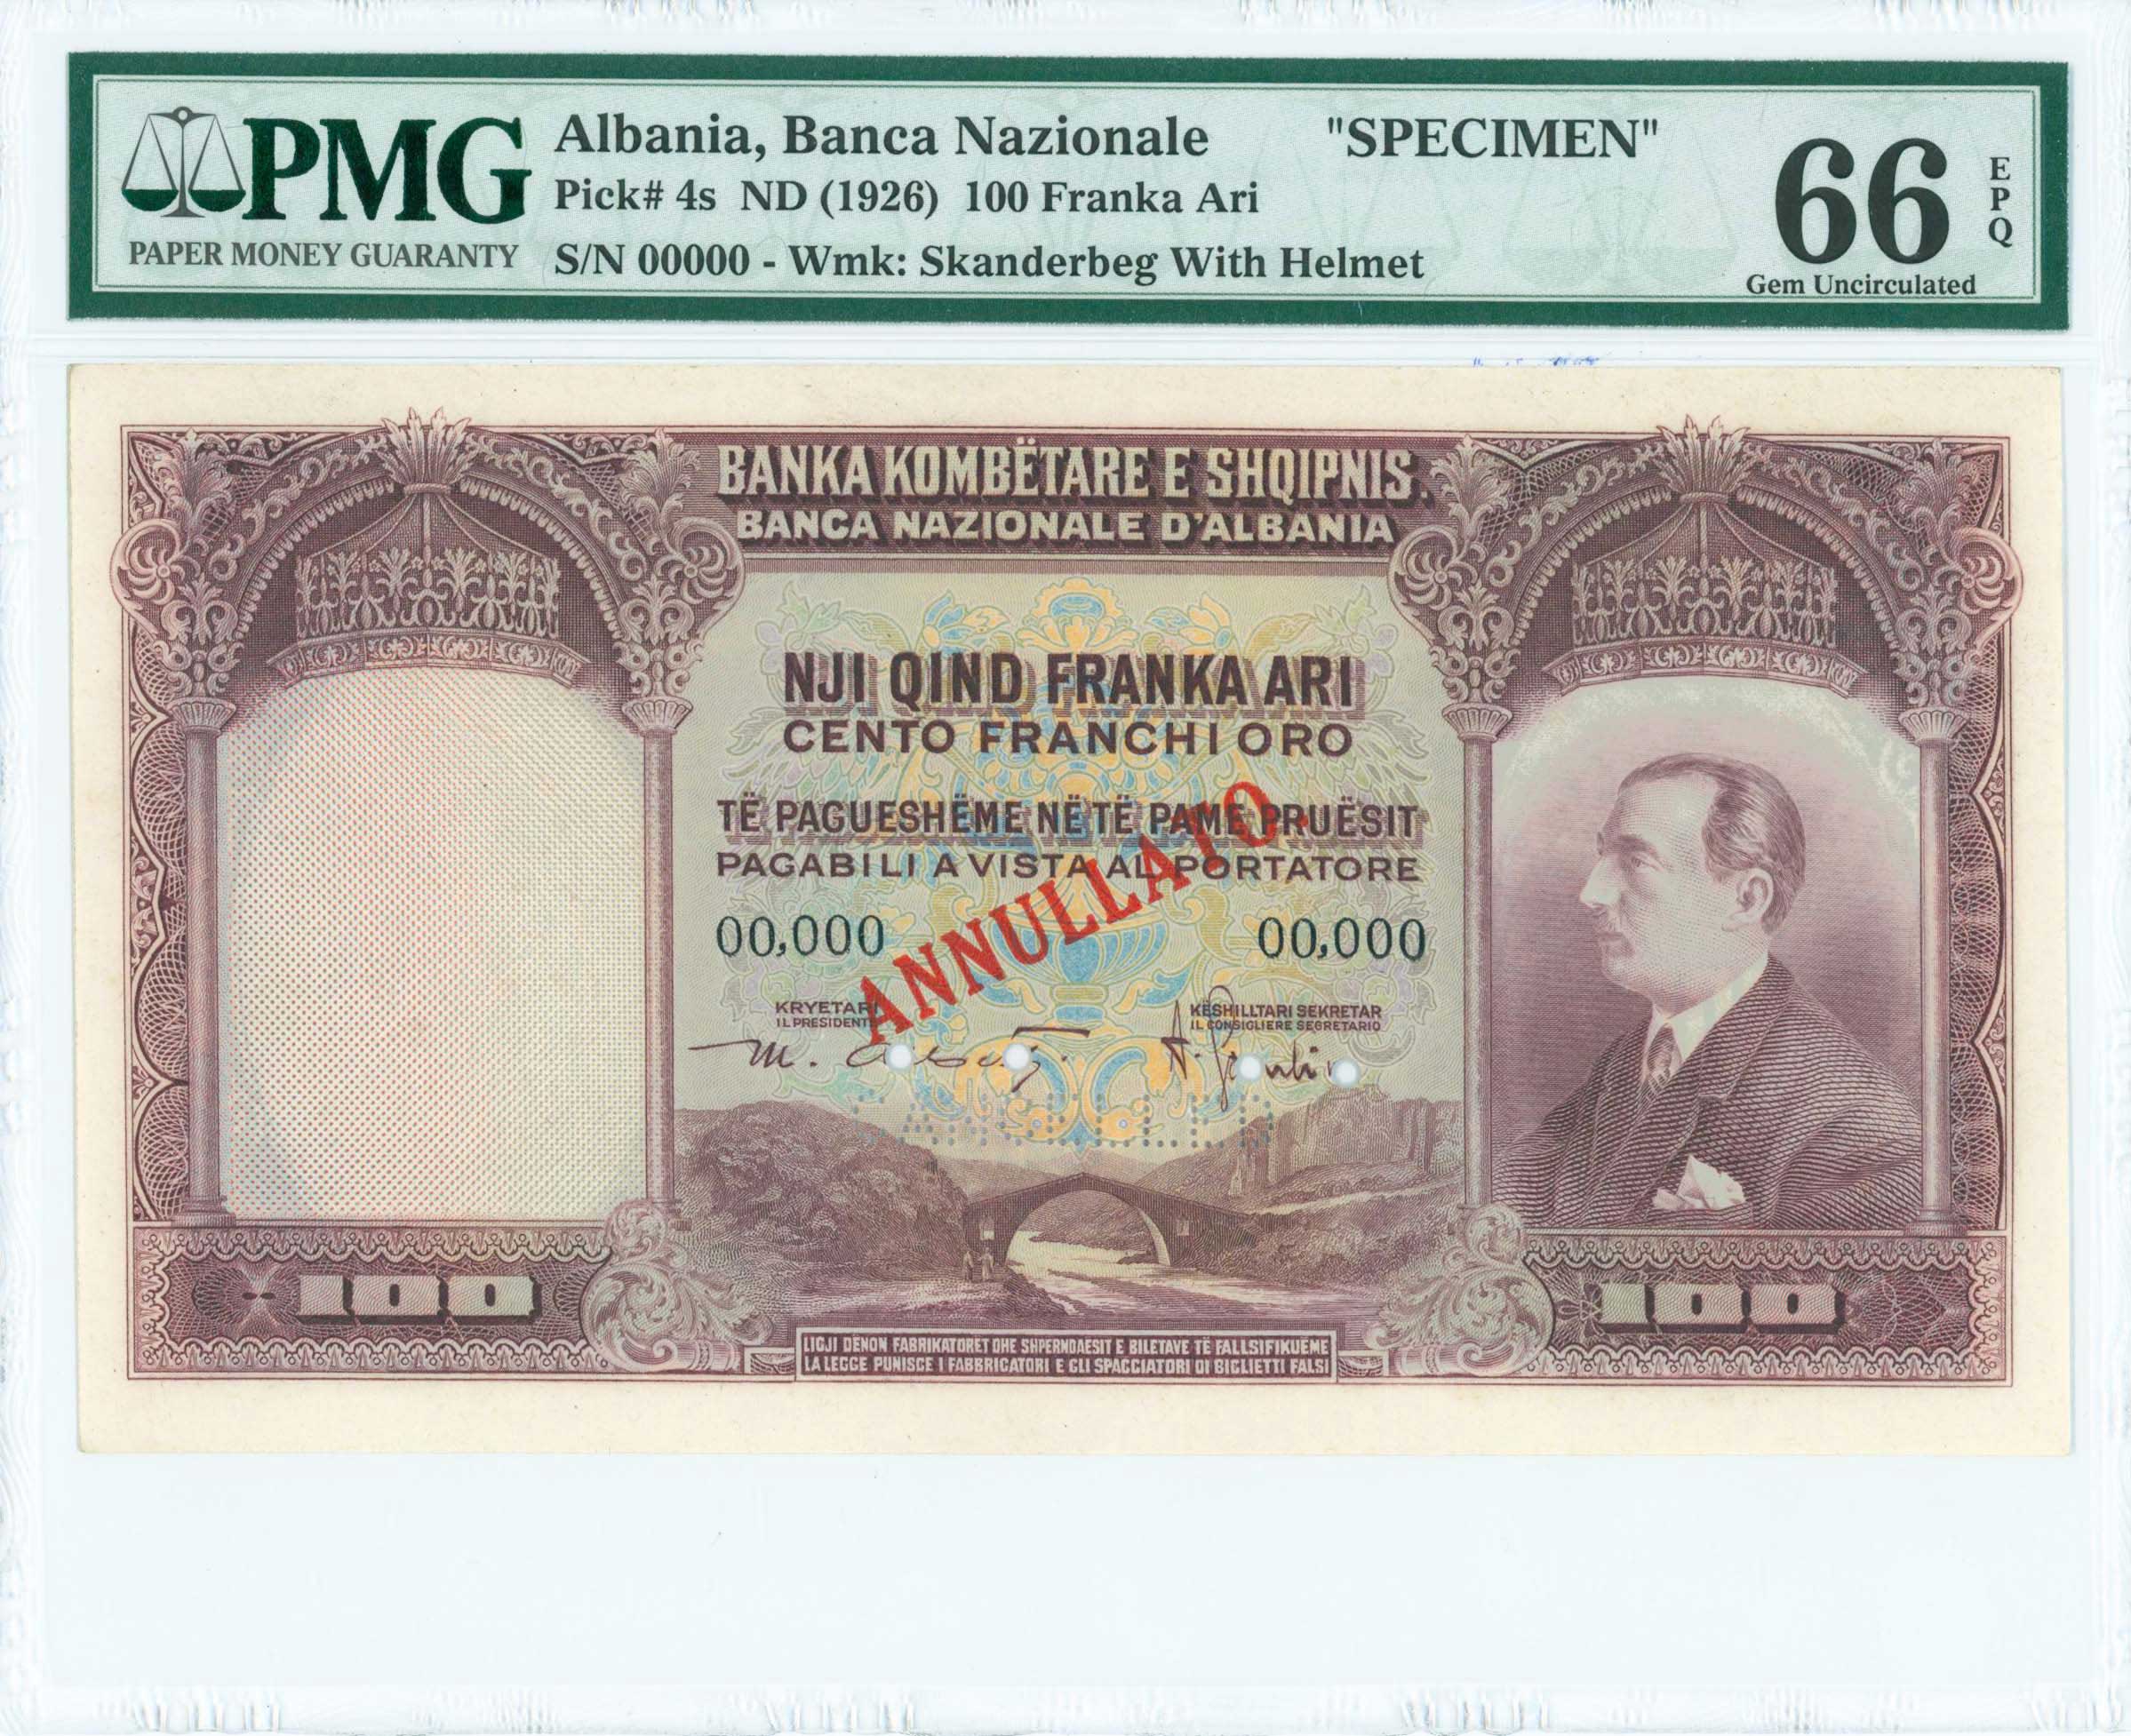 PMG
PAPER MONEY GUARANTY
Albania, Banca Nazionale "SPECIMEN"
Pick# 4s ND (1926) 100 Franka Ari
S/N 00000 - Wmk: Skanderbeg With Helmet
66
EPQ
Gem Uncirculated
BANKA KOMBËTARE E SHQIPNIS.
BANCA NAZIONALE D'ALBANIA
NJI QIND FRANKA ARI
CENTO FRANCHI ORO
TË PAGUESHËME NË TË PAME PRUËSIT
PAGABILI A VISTA AL PORTATORE
ANNULLATO.
00,000 00,000
KRYETARI KËSHILLTARI SEKRETAR
IL PRESIDENTE IL CONSIGLIERE SEGRETARIO
CANCELLED
100 100
LIGJI DËNON FABRIKATORËT DHE SHPERNDAESIT E BILETAVE TË FALLSIFIKUEME
LA LEGGE PUNISCE I FABBRICATORI E GLI SPACCIATORI DI BIGLIETTI FALSI